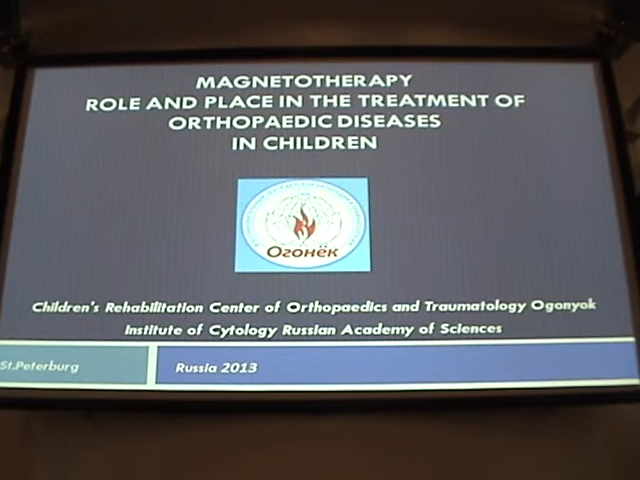 MAGNETOTHERAPY
ROLE AND PLACE IN THE TREATMENT OF
ORTHOPAEDIC DISEASES
IN CHILDREN
Огонёк
Children's Rehabilitation Center of Orthopaedics and Traumatology Ogonyok
Institute of Cytology Russian Academy of Sciences
St.Peterburg
Russia 2013